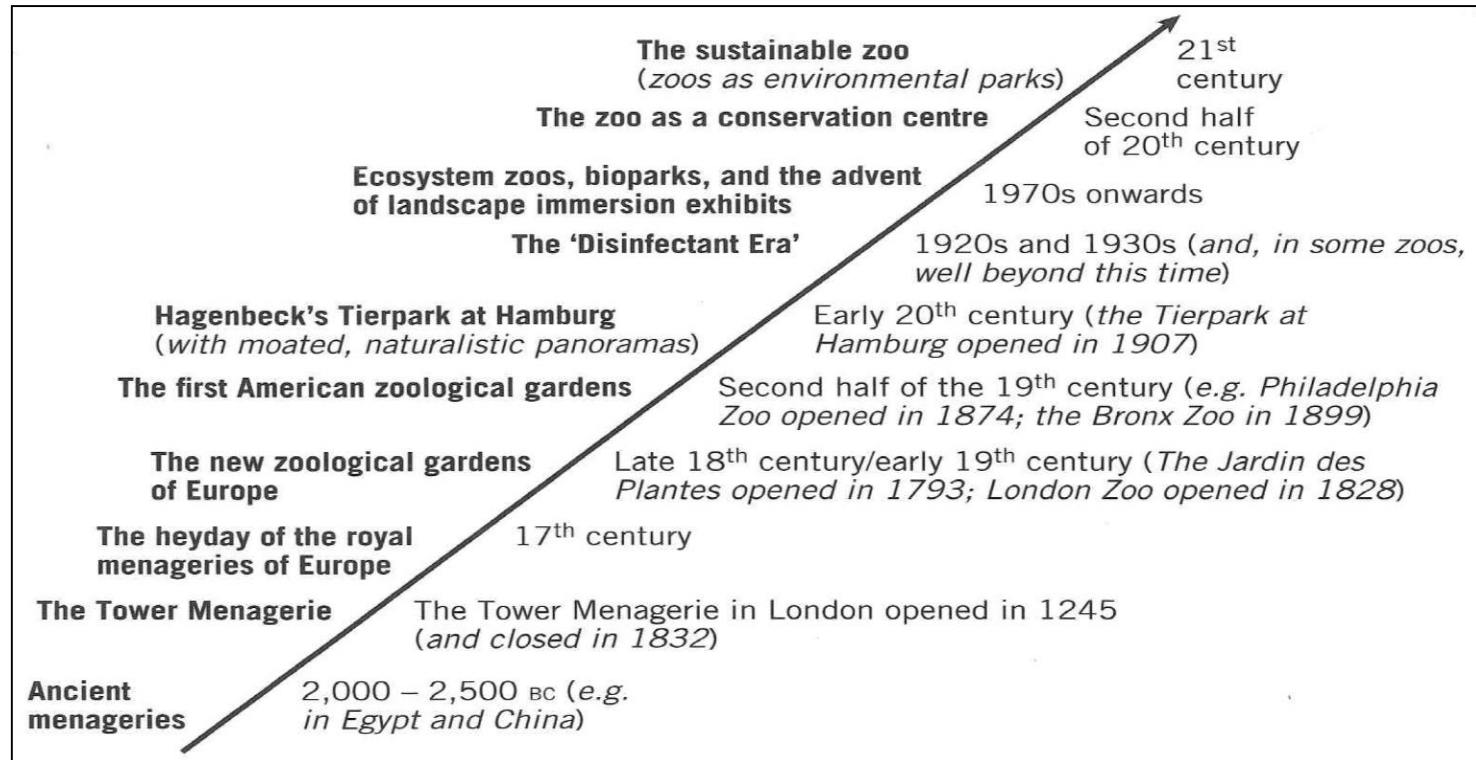 The sustainable zoo
(zoos as environmental parks)
21st
century
The zoo as a conservation centre
Second half
of 20th century
Ecosystem zoos, bioparks, and the advent
of landscape immersion exhibits
1970s onwards
The ‘Disinfectant Era’
1920s and 1930s (and, in some zoos,
well beyond this time)
Hagenbeck’s Tierpark at Hamburg
(with moated, naturalistic panoramas)
Early 20th century (the Tierpark at
Hamburg opened in 1907)
The first American zoological gardens
Second half of the 19th century (e.g. Philadelphia
Zoo opened in 1874; the Bronx Zoo in 1899)
The new zoological gardens
of Europe
Late 18th century/early 19th century (The Jardin des
Plantes opened in 1793; London Zoo opened in 1828)
The heyday of the royal
menageries of Europe
17th century
The Tower Menagerie
The Tower Menagerie in London opened in 1245
(and closed in 1832)
Ancient
menageries
2,000 – 2,500 BC (e.g.
in Egypt and China)